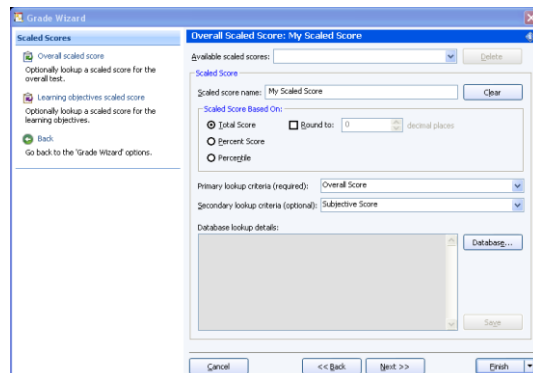 Grade Wizard
Scaled Scores
Overall scaled score
Optionally lookup a scaled score for the
overall test.
Learning objectives scaled score
Optionally lookup a scaled score for the
learning objectives.
Back
Go back to the 'Grade Wizard' options.
Overall Scaled Score: My Scaled Score
Available scaled scores:
Delete
Scaled Score
Scaled score name: My Scaled Score
Clear
Scaled Score Based On:
Total Score Round to: 0 decimal places
Percent Score
Percentile
Primary lookup criteria (required): Overall Score
Secondary lookup criteria (optional): Subjective Score
Database lookup details:
Database...
Save
Cancel << Back Next >> Finish